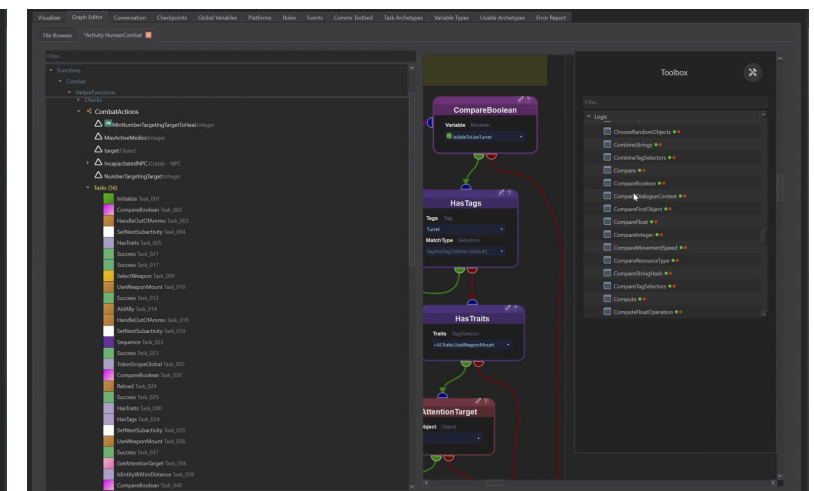 Visualizer Graph Editor Conversation Checkpoints Global Variables Platforms Roles Events Comms Testbed Task Archetypes Variable Types Usable Archetypes Error Report
File Browser *Activity HumanCombat
Filter...
Functions
Combat
HelperFunctions
Checks
CombatActions
MinNumberTargetingTargetToHeal Integer
MaxActiveMedics Integer
target Object
IncapacitatedNPC Usable - NPC
NumberTargetingTarget Integer
Tasks (56)
Initialize Task_001
CompareBoolean Task_002
HandleOutOfAmmo Task_003
SetNextSubactivity Task_004
HasTraits Task_005
Success Task_021
Success Task_017
SelectWeapon Task_009
UseWeaponMount Task_010
Success Task_012
AidAlly Task_014
HandleOutOfAmmo Task_018
SetNextSubactivity Task_019
Sequence Task_022
Success Task_023
TokenScopeGlobal Task_007
CompareBoolean Task_020
Reload Task_024
Success Task_025
HasTraits Task_008
HasTags Task_034
SetNextSubactivity Task_035
UseWeaponMount Task_036
Success Task_037
GetAttentionTarget Task_038
IsEntityWithinDistance Task_039
CompareBoolean Task_040
CompareBoolean
Variable Boolean
IsAbleToUseTurret
HasTags
Tags Tag
Turret
MatchType Selection
TagAndTagChildren (default)
HasTraits
Traits TagSelector
+AI.Traits.UseWeaponMount
AttentionTarget
Object
Toolbox
Filter...
Logic
ChooseRandomObjects
CombineStrings
CombineTagSelectors
Compare
CompareBoolean
CompareDialogueContext
CompareFirstObject
CompareFloat
CompareInteger
CompareMovementSpeed
CompareResourceType
CompareStringHash
CompareTagSelectors
Compute
ComputeFloatOperation